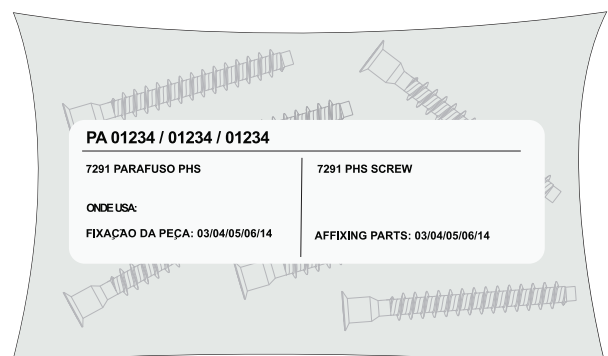 PA 01234 / 01234 / 01234
7291 PARAFUSO PHS
ONDE USA:
FIXAÇÃO DA PEÇA: 03/04/05/06/14
7291 PHS SCREW
AFFIXING PARTS: 03/04/05/06/14